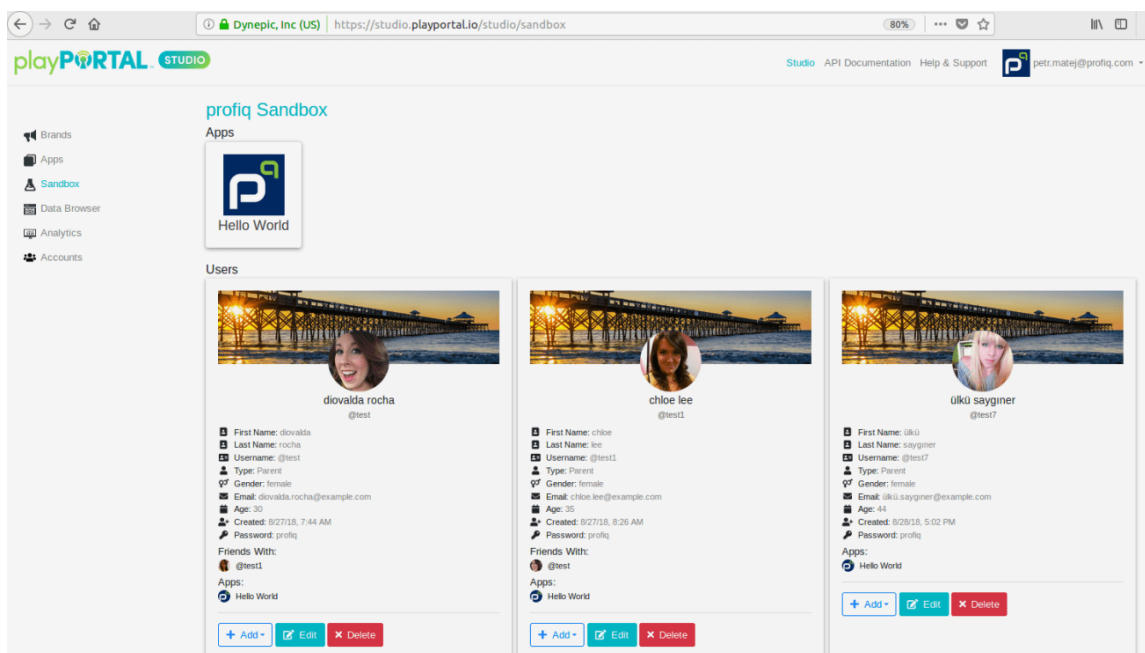 Dynepic, Inc (US) https://studio.playportal.io/studio/sandbox 80%
playPORTAL STUDIO
Studio API Documentation Help & Support petr.matej@profiq.com
Brands
Apps
Sandbox
Data Browser
Analytics
Accounts
profiq Sandbox
Apps
Hello World
Users
diovalda rocha
@test
First Name: diovalda
Last Name: rocha
Username: @test
Type: Parent
Gender: female
Email: diovalda.rocha@example.com
Age: 30
Created: 8/27/18, 7:44 AM
Password: profiq
Friends With:
@test1
Apps:
Hello World
+ Add Edit × Delete
chloe lee
@test1
First Name: chloe
Last Name: lee
Username: @test1
Type: Parent
Gender: female
Email: chloe.lee@example.com
Age: 35
Created: 8/27/18, 8:26 AM
Password: profiq
Friends With:
@test
Apps:
Hello World
+ Add Edit × Delete
ülkü saygıner
@test7
First Name: ülkü
Last Name: saygıner
Username: @test7
Type: Parent
Gender: female
Email: ülkü.saygıner@example.com
Age: 44
Created: 8/28/18, 5:02 PM
Password: profiq
Apps:
Hello World
+ Add Edit × Delete